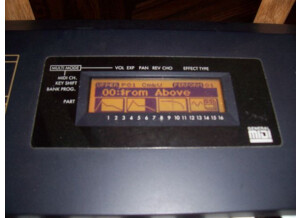 MULTI MODE
VOL EXP PAN REV CHO EFFECT TYPE
MIDI CH.
KEY SHIFT
BANK PROG.
PART
00:from Above
1 2 3 4 5 6 7 8 9 10 11 12 13 14 15 16
MIDI